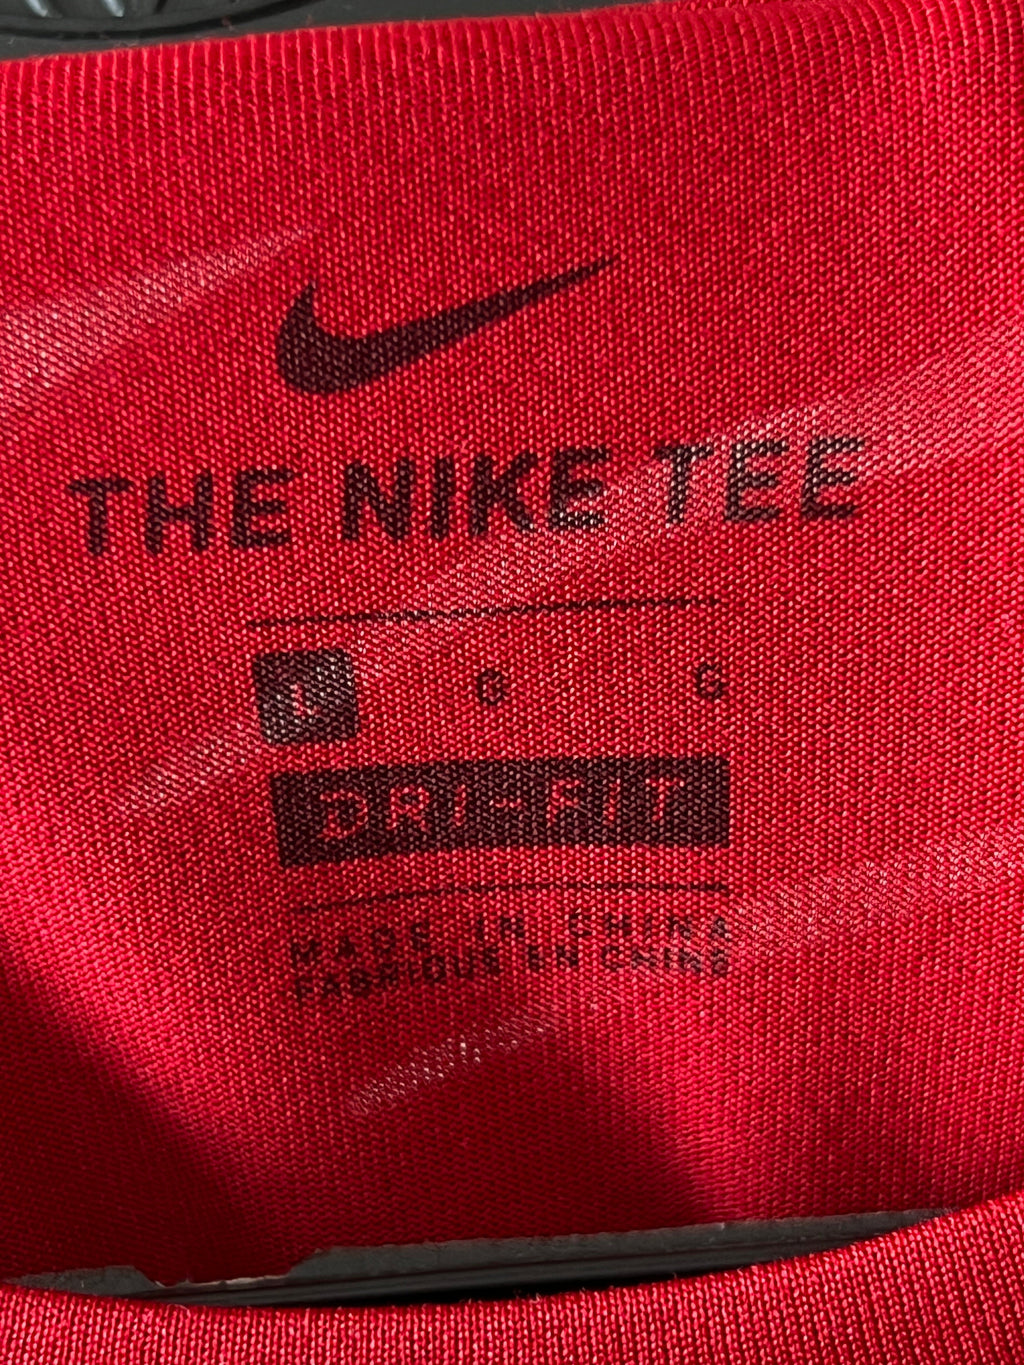 THE NIKE TEE
L G G
DRI-FIT
MADE IN CHINA
FABRIQUÉ EN CHINE